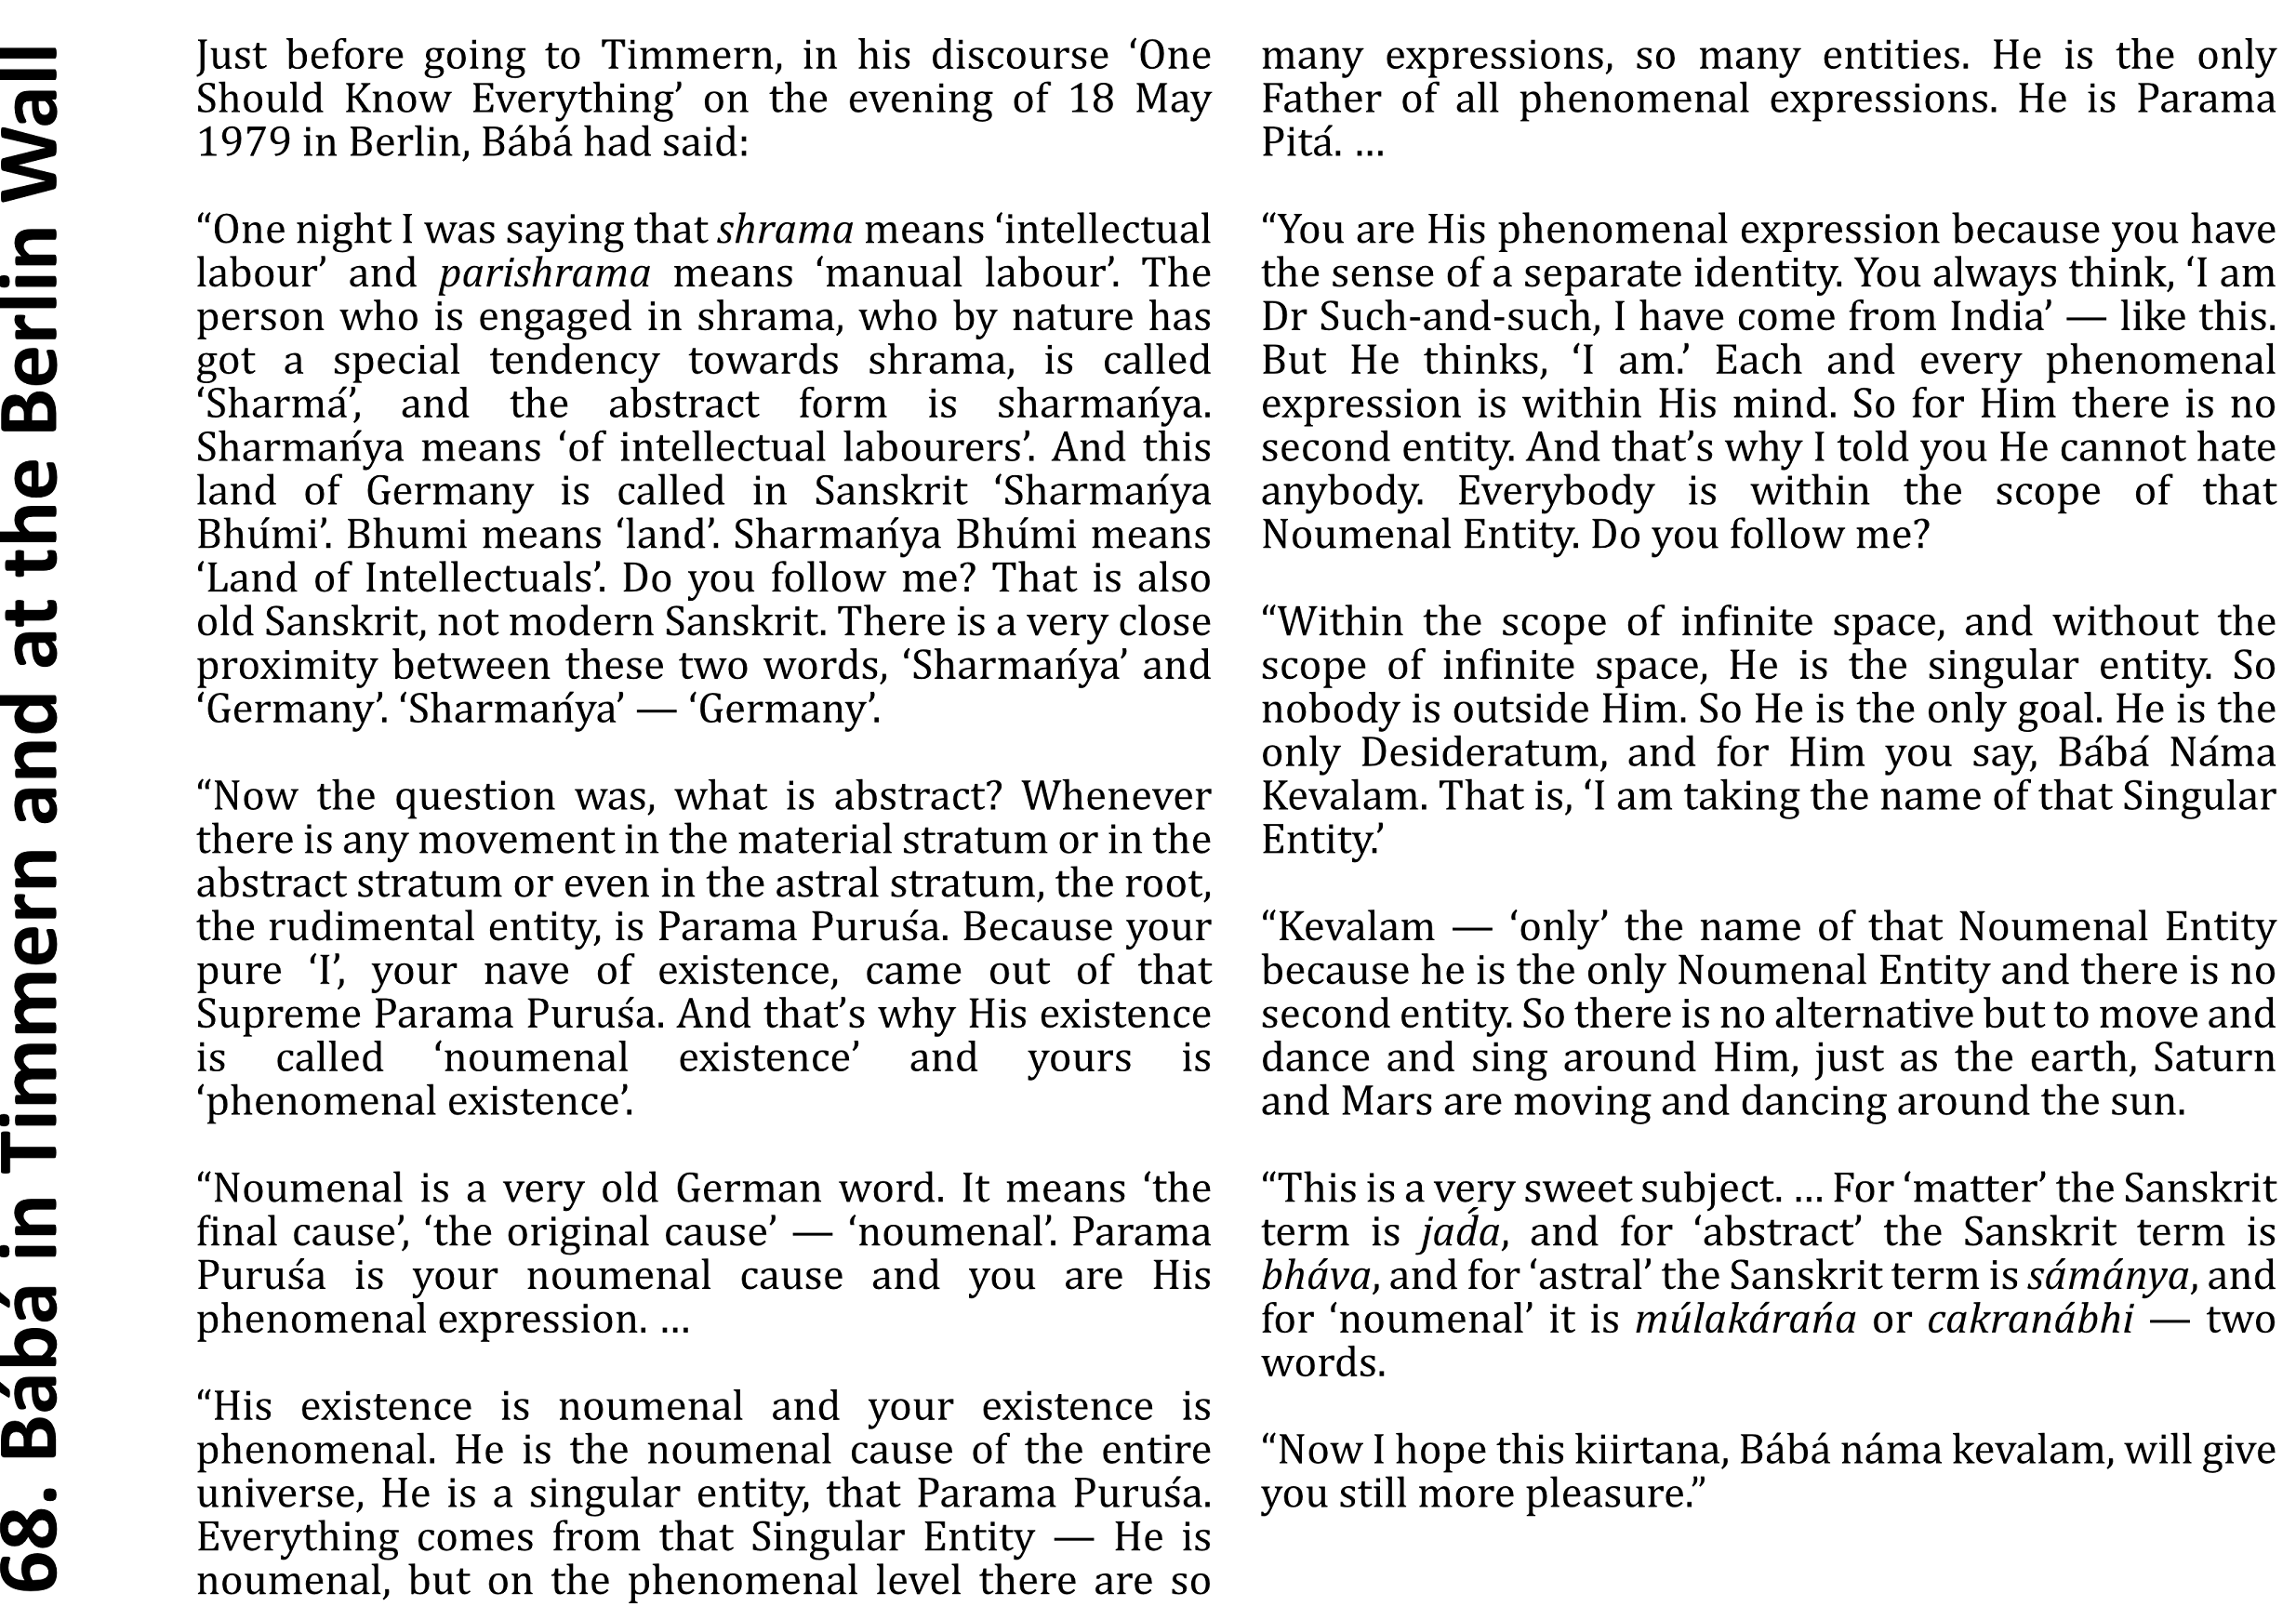 68. Bábá in Timmern and at the Berlin Wall
Just before going to Timmern, in his discourse ‘One
Should Know Everything’ on the evening of 18 May
1979 in Berlin, Bábá had said:
“One night I was saying that shrama means ‘intellectual
labour’ and parishrama means ‘manual labour’. The
person who is engaged in shrama, who by nature has
got a special tendency towards shrama, is called
‘Sharmá’, and the abstract form is sharmańya.
Sharmańya means ‘of intellectual labourers’. And this
land of Germany is called in Sanskrit ‘Sharmańya
Bhúmi’. Bhumi means ‘land’. Sharmańya Bhúmi means
‘Land of Intellectuals’. Do you follow me? That is also
old Sanskrit, not modern Sanskrit. There is a very close
proximity between these two words, ‘Sharmańya’ and
‘Germany’. ‘Sharmańya’ — ‘Germany’.
“Now the question was, what is abstract? Whenever
there is any movement in the material stratum or in the
abstract stratum or even in the astral stratum, the root,
the rudimental entity, is Parama Puruśa. Because your
pure ‘I’, your nave of existence, came out of that
Supreme Parama Puruśa. And that’s why His existence
is called ‘noumenal existence’ and yours is
‘phenomenal existence’.
“Noumenal is a very old German word. It means ‘the
final cause’, ‘the original cause’ — ‘noumenal’. Parama
Puruśa is your noumenal cause and you are His
phenomenal expression. ...
“His existence is noumenal and your existence is
phenomenal. He is the noumenal cause of the entire
universe, He is a singular entity, that Parama Puruśa.
Everything comes from that Singular Entity — He is
noumenal, but on the phenomenal level there are so
many expressions, so many entities. He is the only
Father of all phenomenal expressions. He is Parama
Pitá. ...
“You are His phenomenal expression because you have
the sense of a separate identity. You always think, ‘I am
Dr Such-and-such, I have come from India’ — like this.
But He thinks, ‘I am.’ Each and every phenomenal
expression is within His mind. So for Him there is no
second entity. And that’s why I told you He cannot hate
anybody. Everybody is within the scope of that
Noumenal Entity. Do you follow me?
“Within the scope of infinite space, and without the
scope of infinite space, He is the singular entity. So
nobody is outside Him. So He is the only goal. He is the
only Desideratum, and for Him you say, Bábá Náma
Kevalam. That is, ‘I am taking the name of that Singular
Entity.’
“Kevalam — ‘only’ the name of that Noumenal Entity
because he is the only Noumenal Entity and there is no
second entity. So there is no alternative but to move and
dance and sing around Him, just as the earth, Saturn
and Mars are moving and dancing around the sun.
“This is a very sweet subject. ... For ‘matter’ the Sanskrit
term is jad́a, and for ‘abstract’ the Sanskrit term is
bháva, and for ‘astral’ the Sanskrit term is sámánya, and
for ‘noumenal’ it is múlakárańa or cakranábhi — two
words.
“Now I hope this kiirtana, Bábá náma kevalam, will give
you still more pleasure.”